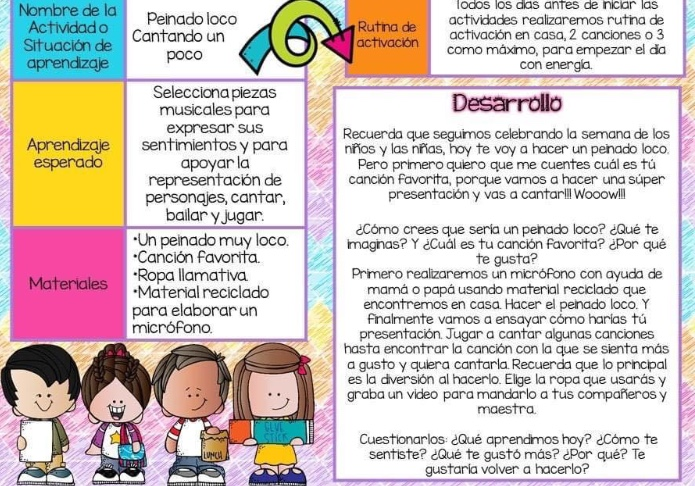 Nombre de la
Actividad o
Situación de
aprendizaje
Peinado loco
Cantando un
poco
Rutina de
activación
Todos los días antes de iniciar las
actividades realizaremos rutina de
activación en casa, 2 canciones o 3
como máximo, para empezar el día
con energía.
Aprendizaje
esperado
Selecciona piezas
musicales para
expresar sus
sentimientos y para
apoyar la
representación de
personajes, cantar,
bailar y jugar.
Materiales
•Un peinado muy loco.
•Canción favorita.
•Ropa llamativa.
•Material reciclado
para elaborar un
micrófono.
Desarrollo
Recuerda que seguimos celebrando la semana de los
niños y las niñas, hoy te voy a hacer un peinado loco.
Pero primero quiero que me cuentes cuál es tú
canción favorita, porque vamos a hacer una súper
presentación y vas a cantar!!! Wooow!!!
¿Cómo crees que sería un peinado loco? ¿Qué te
imaginas? Y ¿Cuál es tu canción favorita? ¿Por qué
te gusta?
Primero realizaremos un micrófono con ayuda de
mamá o papá usando material reciclado que
encontremos en casa. Hacer el peinado loco. Y
finalmente vamos a ensayar cómo harías tú
presentación. Jugar a cantar algunas canciones
hasta encontrar la canción con la que se sienta más
a gusto y quiera cantarla. Recuerda que lo principal
es la diversión al hacerlo. Elige la ropa que usarás y
graba un video para mandarlo a tus compañeros y
maestra.
Cuestionarlos: ¿Qué aprendimos hoy? ¿Cómo te
sentiste? ¿Qué te gustó más? ¿Por qué? Te
gustaría volver a hacerlo?
GLUE
STICK
LUNCH